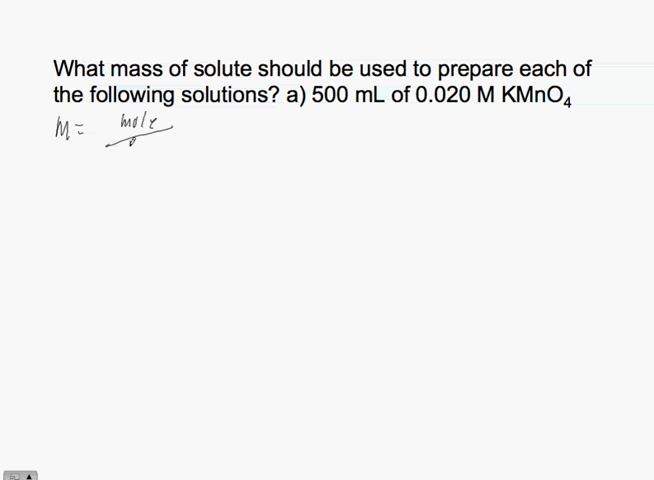 What mass of solute should be used to prepare each of
the following solutions? a) 500 mL of 0.020 M KMnO₄
M = mole